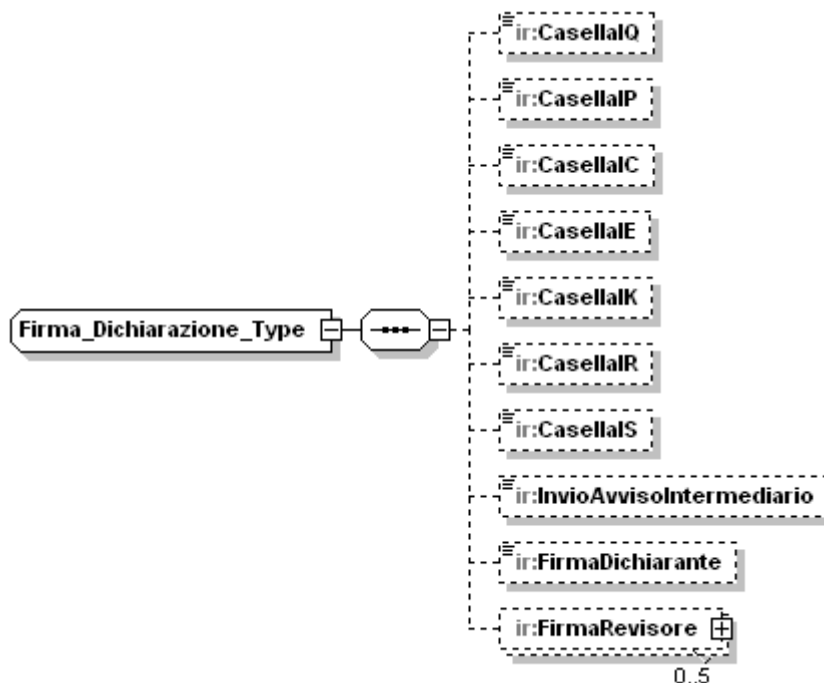 Firma_Dichiarazione_Type
ir:CasellaIQ
ir:CasellaIP
ir:CasellaIC
ir:CasellaIE
ir:CasellaIK
ir:CasellaIR
ir:CasellaIS
ir:InvioAvvisoIntermediario
ir:FirmaDichiarante
ir:FirmaRevisore
0..5